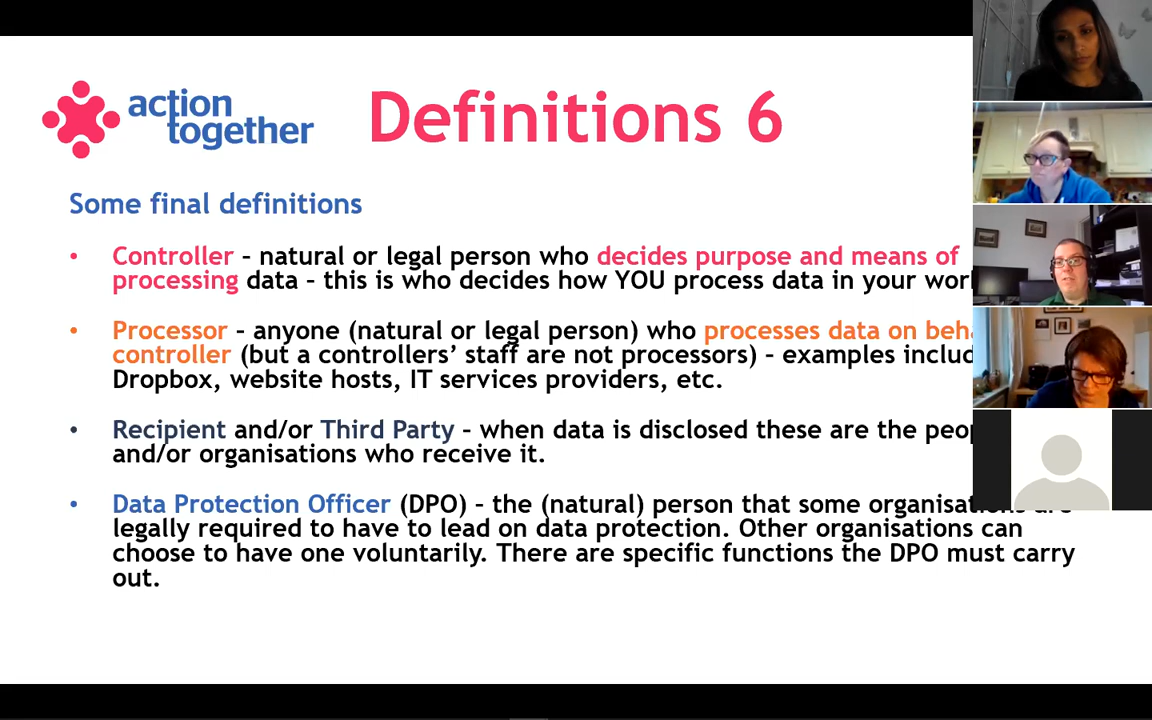 action
together
Definitions 6
Some final definitions
• Controller – natural or legal person who decides purpose and means of
processing data – this is who decides how YOU process data in your
• Processor – anyone (natural or legal person) who processes data on
controller (but a controllers’ staff are not processors) – examples
Dropbox, website hosts, IT services providers, etc.
• Recipient and/or Third Party – when data is disclosed these are the
and/or organisations who receive it.
• Data Protection Officer (DPO) – the (natural) person that some are
legally required to have to lead on data protection. Other organisations can
choose to have one voluntarily. There are specific functions the DPO must carry
out.